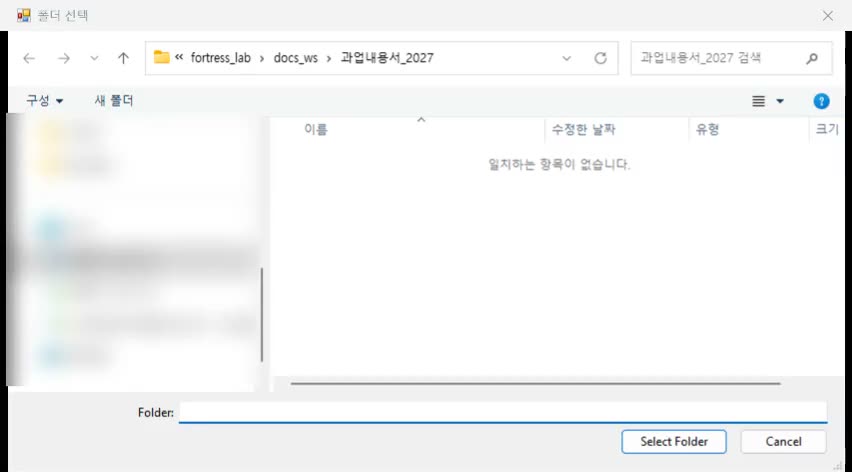 폴더 선택
« fortress_lab › docs_ws › 과업내용서_2027
과업내용서_2027 검색
구성 새 폴더
이름 수정한 날짜 유형 크기
일치하는 항목이 없습니다.
Folder:
Select Folder Cancel